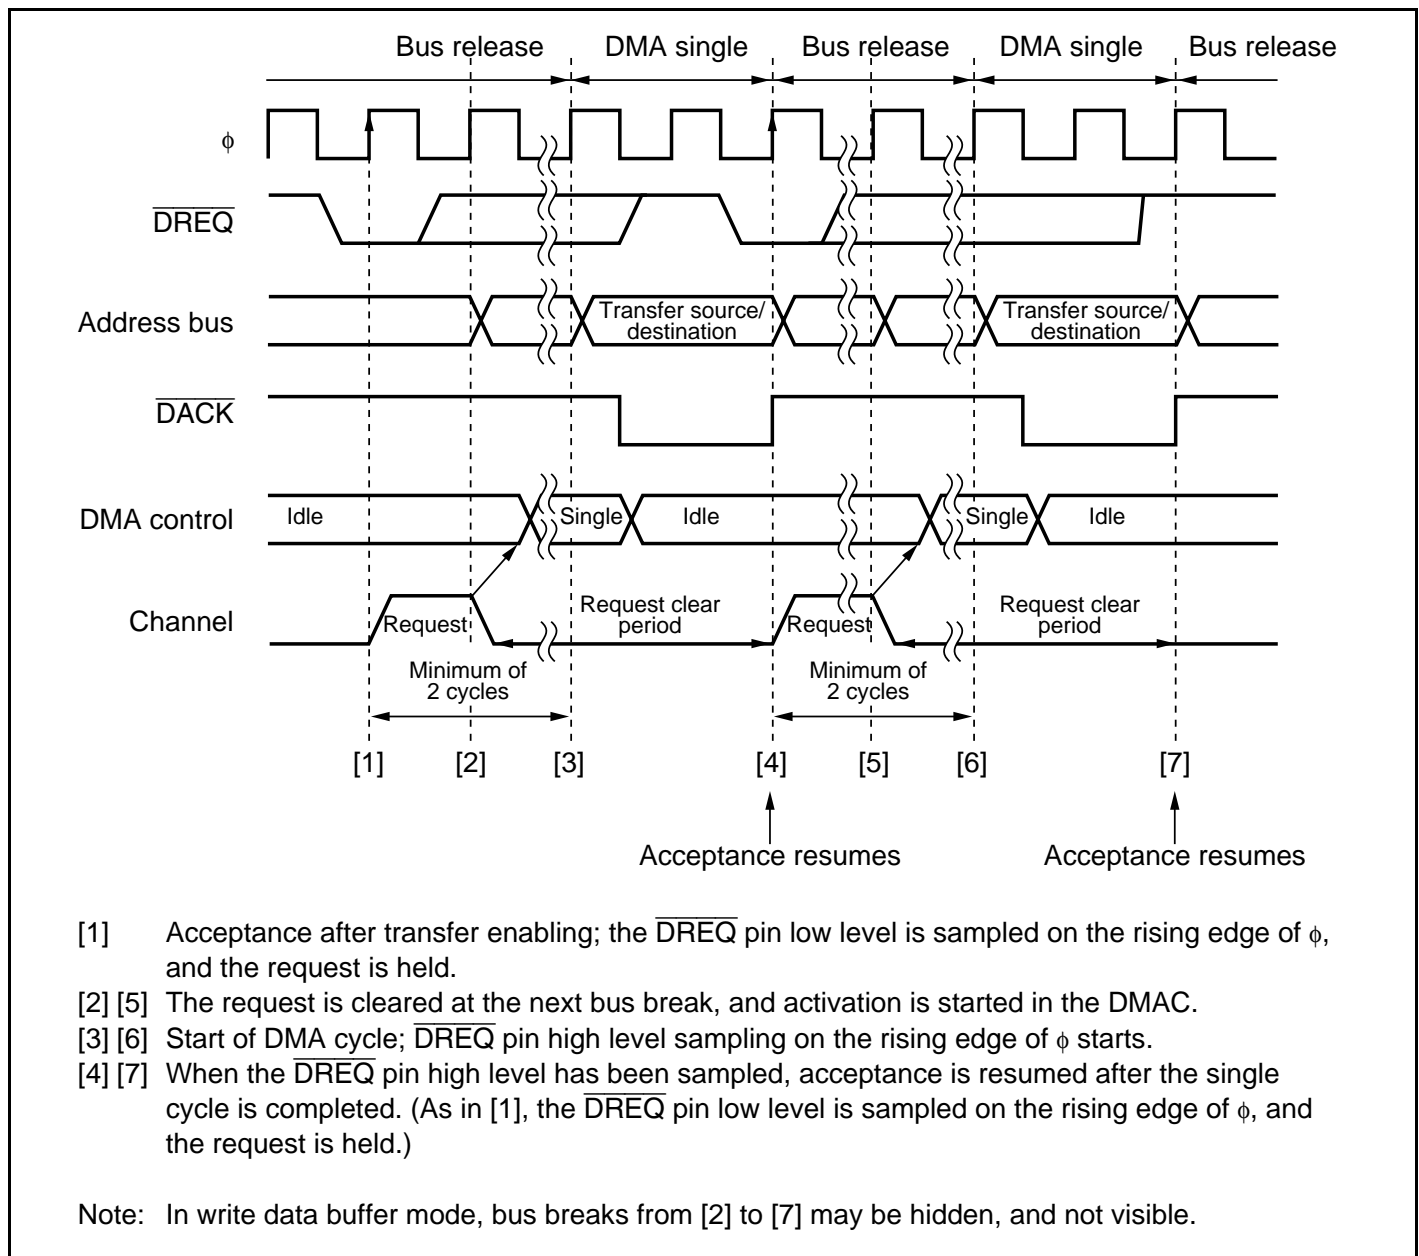 Bus release DMA single Bus release DMA single Bus release
ϕ
DREQ
Address bus
Transfer source/
destination
Transfer source/
destination
DACK
DMA control
Idle Single Idle Single Idle
Channel
Request
Request clear
period
Request
Request clear
period
Minimum of
2 cycles
Minimum of
2 cycles
[1] [2] [3] [4] [5] [6] [7]
Acceptance resumes Acceptance resumes
[1] Acceptance after transfer enabling; the DREQ pin low level is sampled on the rising edge of ϕ,
and the request is held.
[2] [5] The request is cleared at the next bus break, and activation is started in the DMAC.
[3] [6] Start of DMA cycle; DREQ pin high level sampling on the rising edge of ϕ starts.
[4] [7] When the DREQ pin high level has been sampled, acceptance is resumed after the single
cycle is completed. (As in [1], the DREQ pin low level is sampled on the rising edge of ϕ, and
the request is held.)
Note: In write data buffer mode, bus breaks from [2] to [7] may be hidden, and not visible.